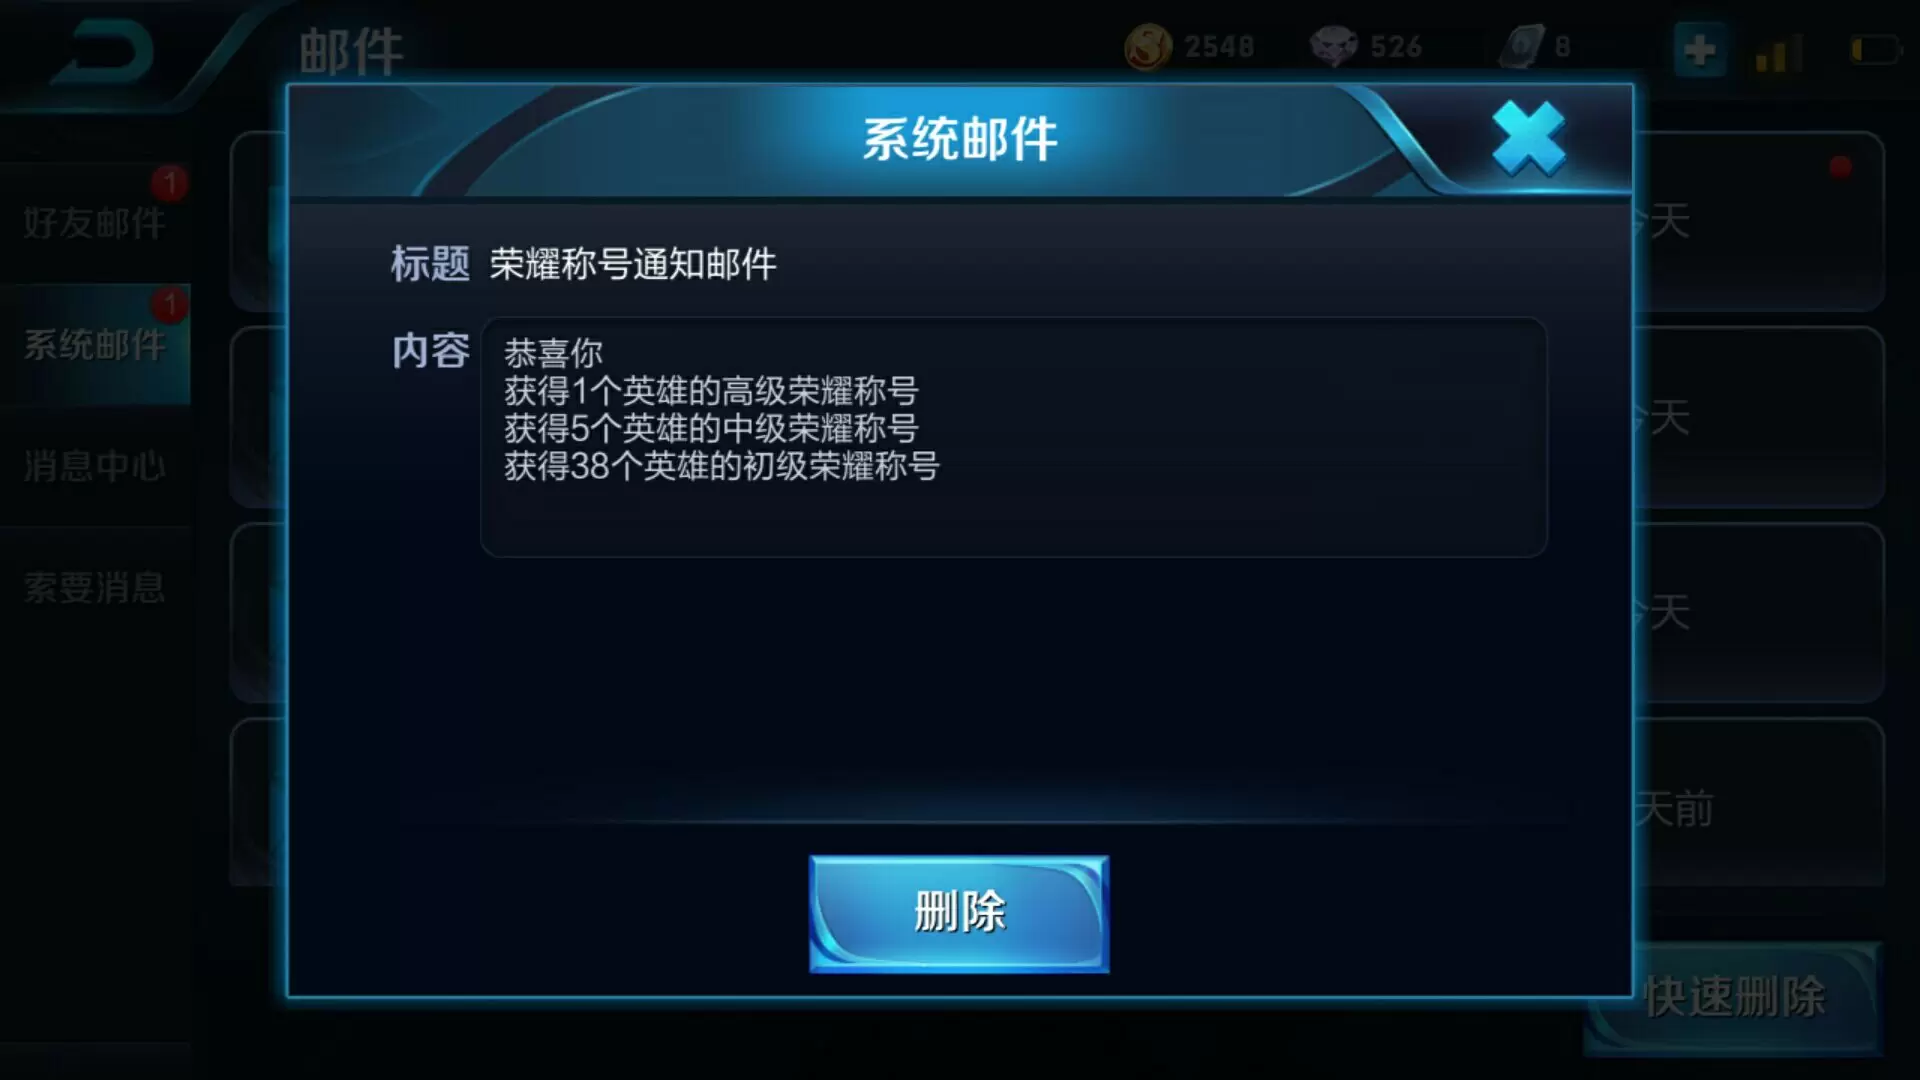 邮件
2548
526
8
系统邮件
1
好友邮件
今天
标题 荣耀称号通知邮件
1
系统邮件
内容
恭喜你
获得1个英雄的高级荣耀称号
获得5个英雄的中级荣耀称号
获得38个英雄的初级荣耀称号
今天
消息中心
索要消息
今天
天前
删除
快速删除